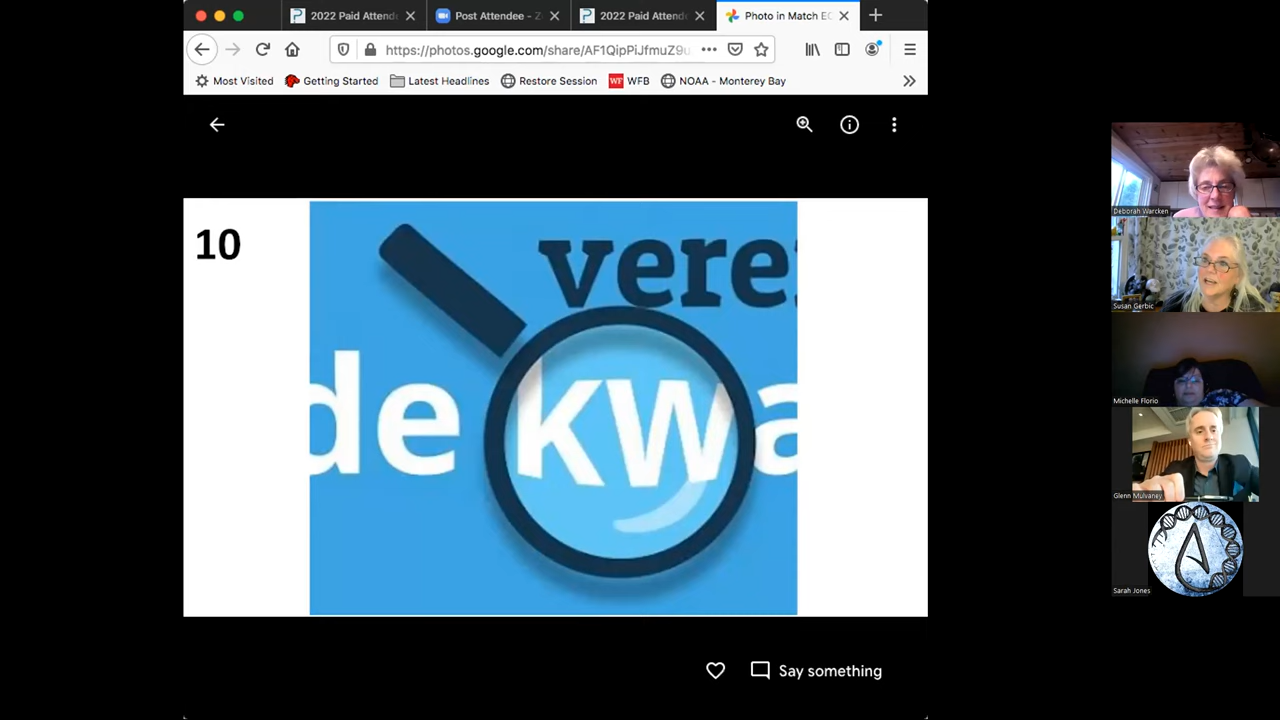 2022 Paid Attende
Post Attendee - Z
2022 Paid Attende
Photo in Match EC
https://photos.google.com/share/AF1QipPiJfmuZ9u
Most Visited
Getting Started
Latest Headlines
Restore Session
WF
WFB
NOAA - Monterey Bay
10
vere
de kwa
Say something
Deborah Warcken
Susan Gerbic
Michelle Florio
Glenn Mulvaney
Sarah Jones